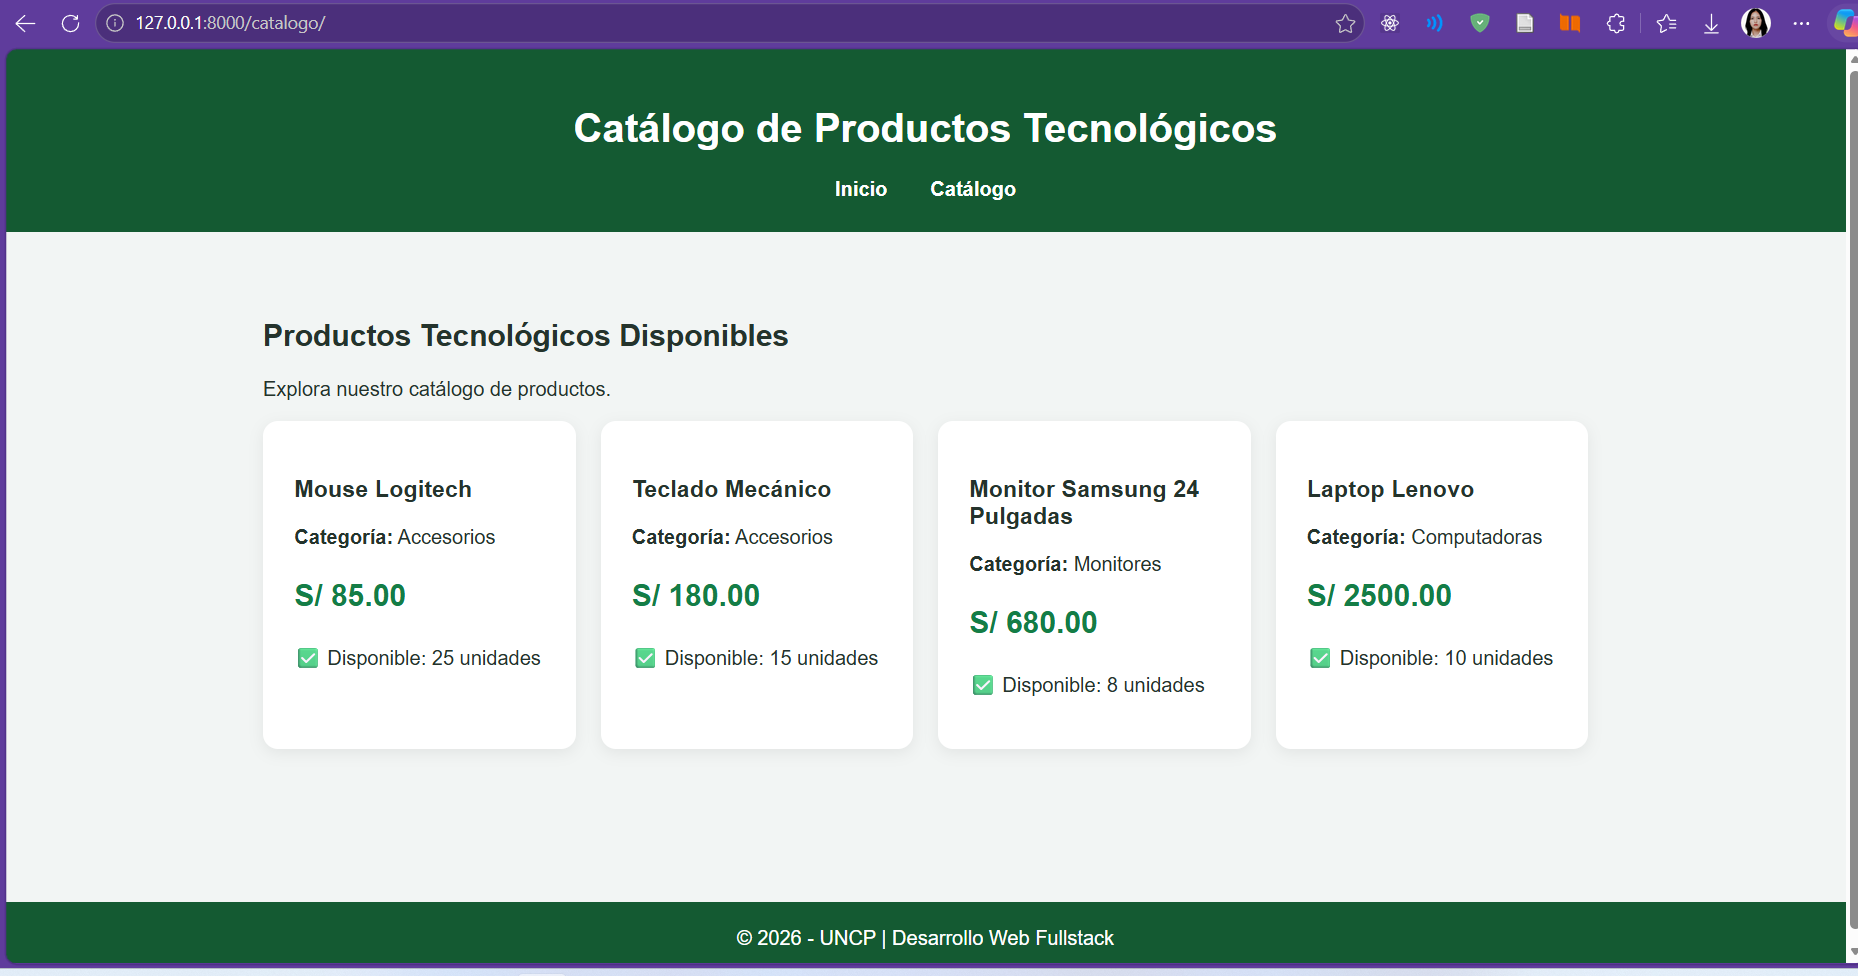 127.0.0.1:8000/catalogo/
Catálogo de Productos Tecnológicos
Inicio Catálogo
Productos Tecnológicos Disponibles
Explora nuestro catálogo de productos.
Mouse Logitech
Categoría: Accesorios
S/ 85.00
✅ Disponible: 25 unidades
Teclado Mecánico
Categoría: Accesorios
S/ 180.00
✅ Disponible: 15 unidades
Monitor Samsung 24
Pulgadas
Categoría: Monitores
S/ 680.00
✅ Disponible: 8 unidades
Laptop Lenovo
Categoría: Computadoras
S/ 2500.00
✅ Disponible: 10 unidades
© 2026 - UNCP | Desarrollo Web Fullstack